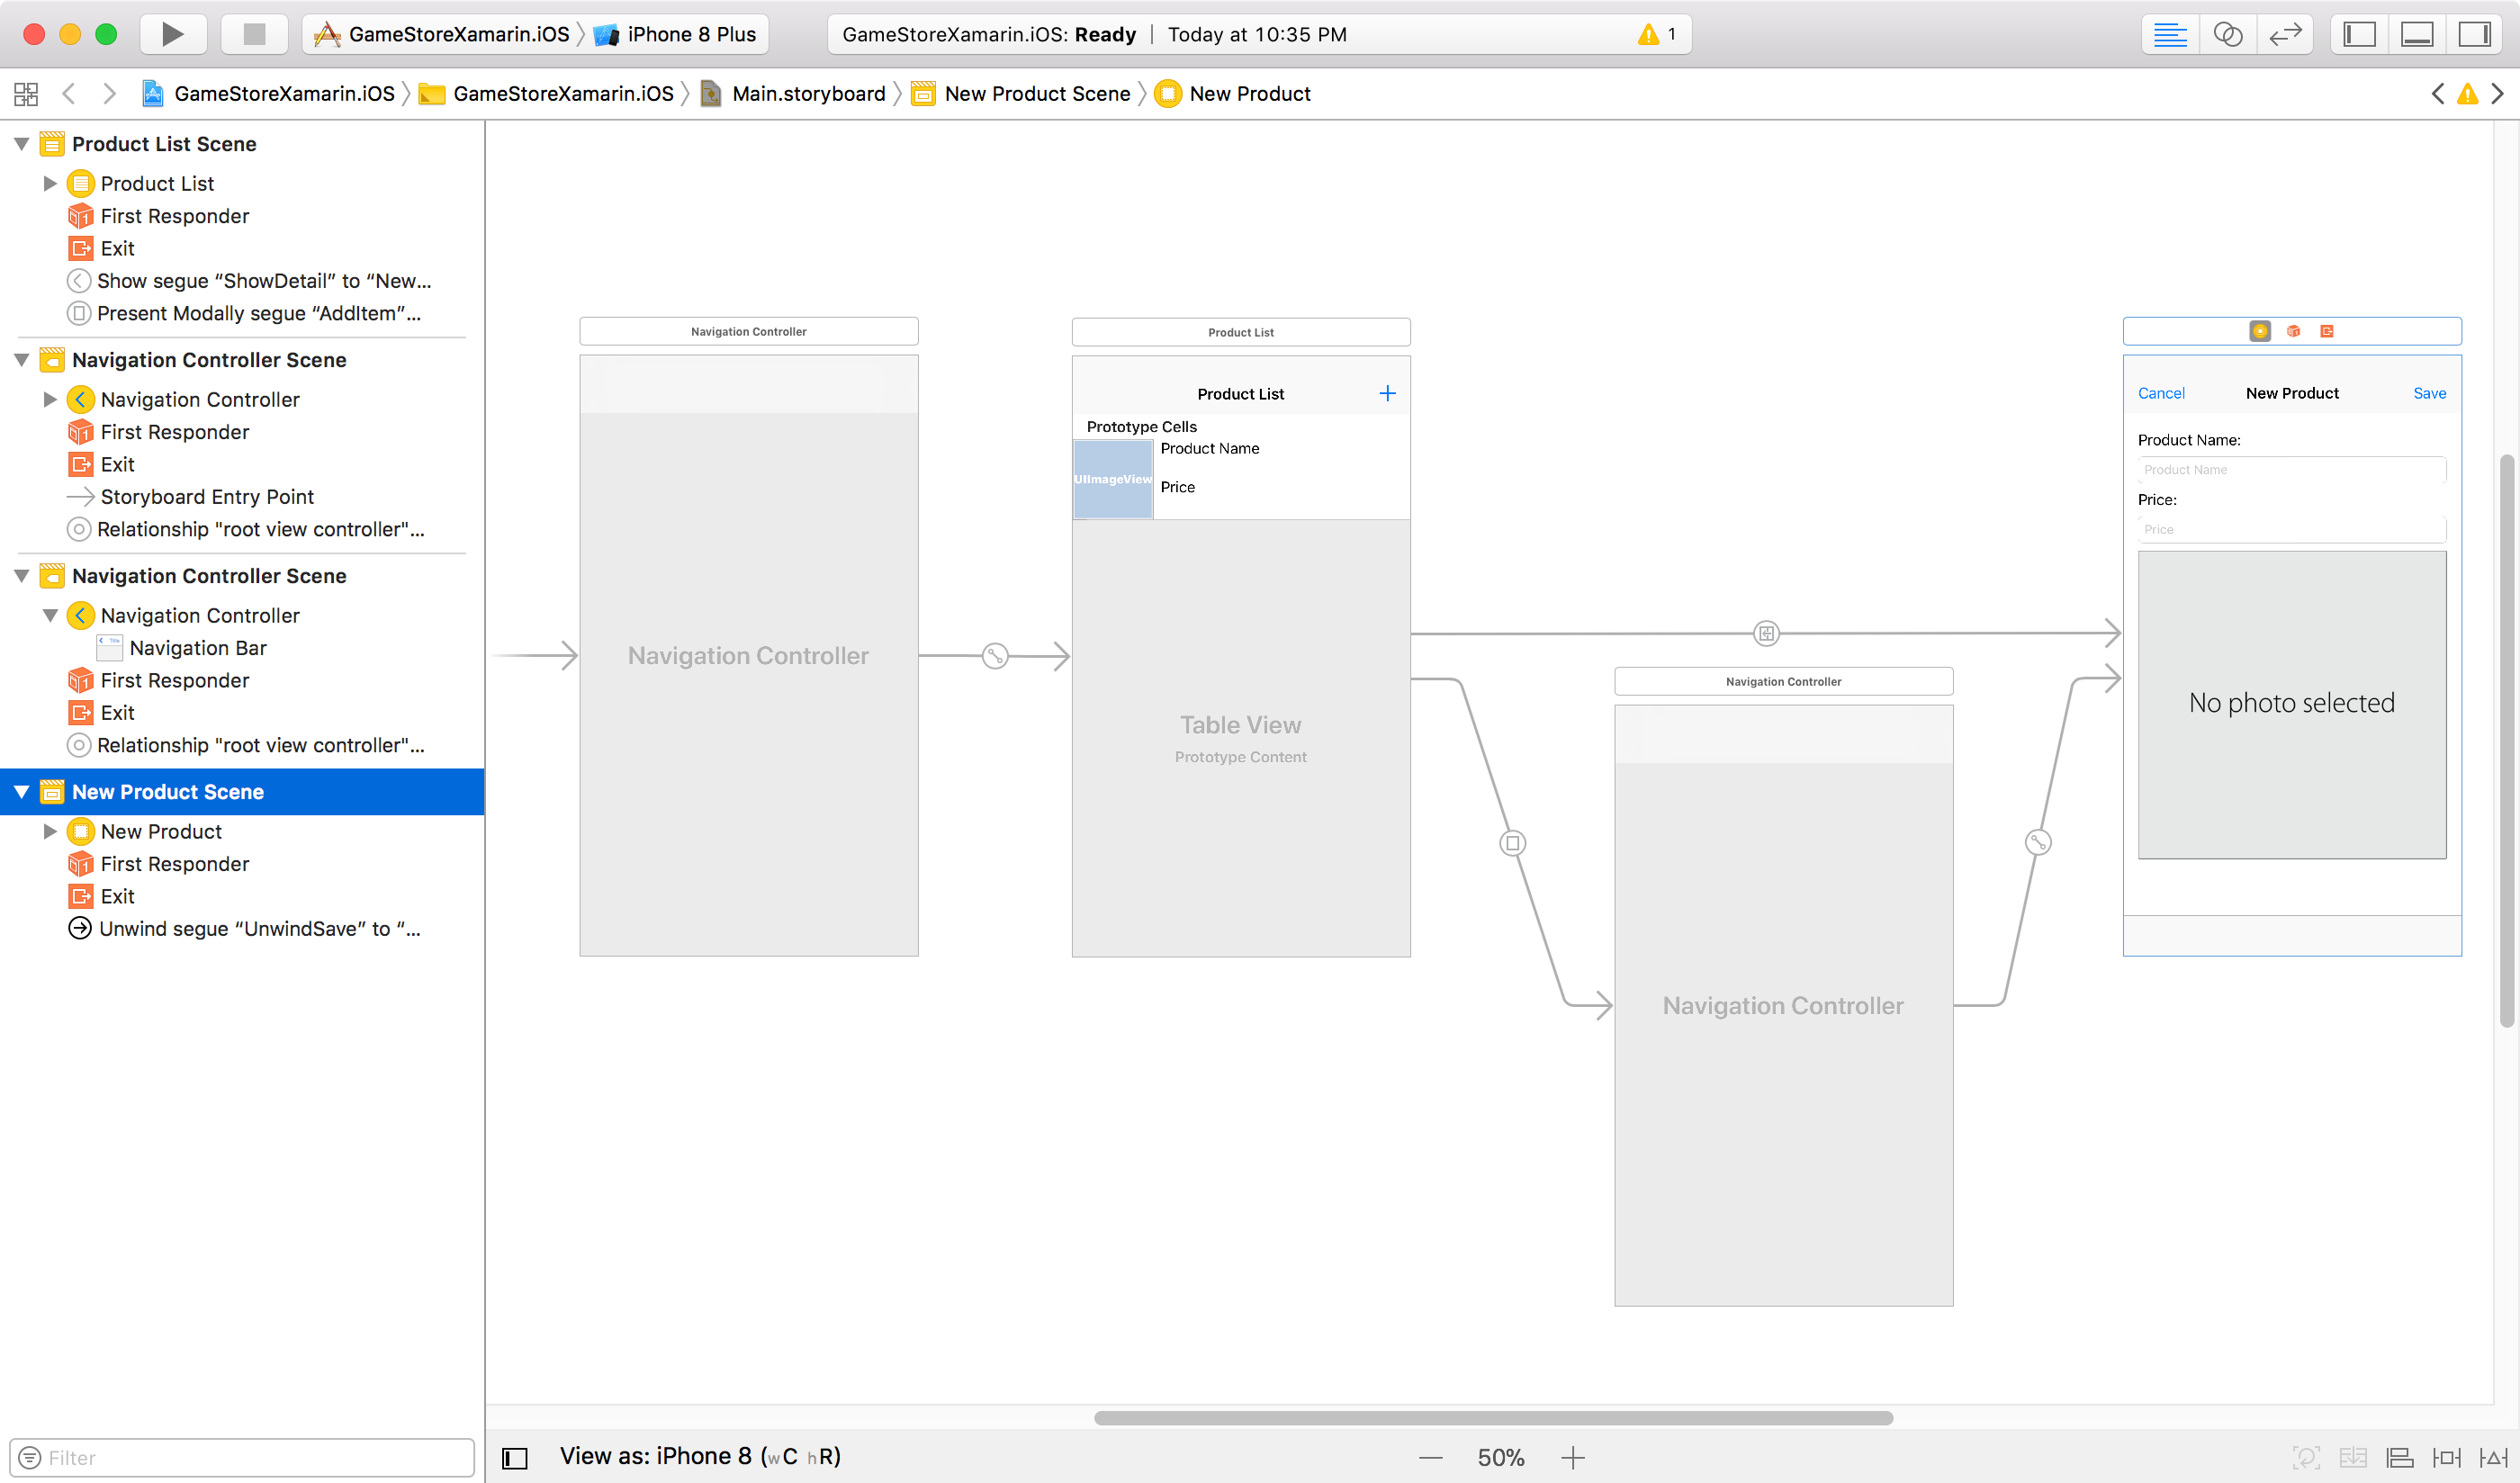 GameStoreXamarin.iOS iPhone 8 Plus
GameStoreXamarin.iOS: Ready | Today at 10:35 PM 1
GameStoreXamarin.iOS GameStoreXamarin.iOS Main.storyboard New Product Scene New Product
Product List Scene
Product List
First Responder
Exit
Show segue “ShowDetail” to “New...
Present Modally segue “AddItem”...
Navigation Controller Scene
Navigation Controller
First Responder
Exit
Storyboard Entry Point
Relationship "root view controller"...
Navigation Controller Scene
Navigation Controller
Navigation Bar
First Responder
Exit
Relationship "root view controller"...
New Product Scene
New Product
First Responder
Exit
Unwind segue “UnwindSave” to “...
Filter
Navigation Controller
Navigation Controller
Product List
Product List
Prototype Cells
UIImageView
Product Name
Price
Table View
Prototype Content
Navigation Controller
Navigation Controller
Cancel New Product Save
Product Name:
Product Name
Price:
Price
No photo selected
View as: iPhone 8 (wC hR)
50%